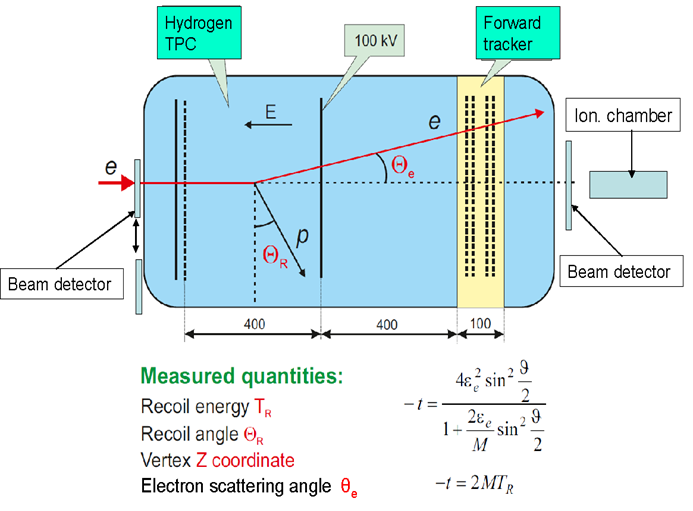 Hydrogen
TPC
100 kV
Forward
tracker
E
e
Ion. chamber
e
Θe
p
ΘR
Beam detector
Beam detector
400
400
100
Measured quantities:
Recoil energy TR
Recoil angle ΘR
Vertex Z coordinate
Electron scattering angle θe
−t = 4εe² sin² ϑ/2 / 1 + 2εe/M sin² ϑ/2
−t = 2MTR